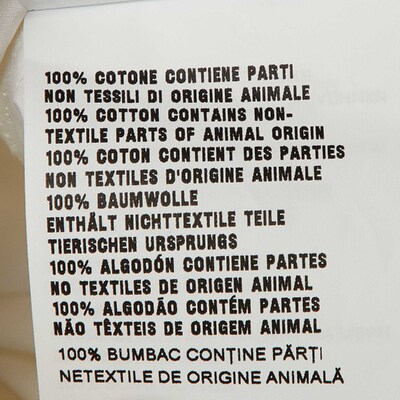 100% COTONE CONTIENE PARTI
NON TESSILI DI ORIGINE ANIMALE
100% COTTON CONTAINS NON-
TEXTILE PARTS OF ANIMAL ORIGIN
100% COTON CONTIENT DES PARTIES
NON TEXTILES D'ORIGINE ANIMALE
100% BAUMWOLLE
ENTHÄLT NICHTTEXTILE TEILE
TIERISCHEN URSPRUNGS
100% ALGODÓN CONTIENE PARTES
NO TEXTILES DE ORIGEN ANIMAL
100% ALGODÃO CONTÉM PARTES
NÃO TÊXTEIS DE ORIGEM ANIMAL
100% BUMBAC CONȚINE PĂRȚI
NETEXTILE DE ORIGINE ANIMALĂ